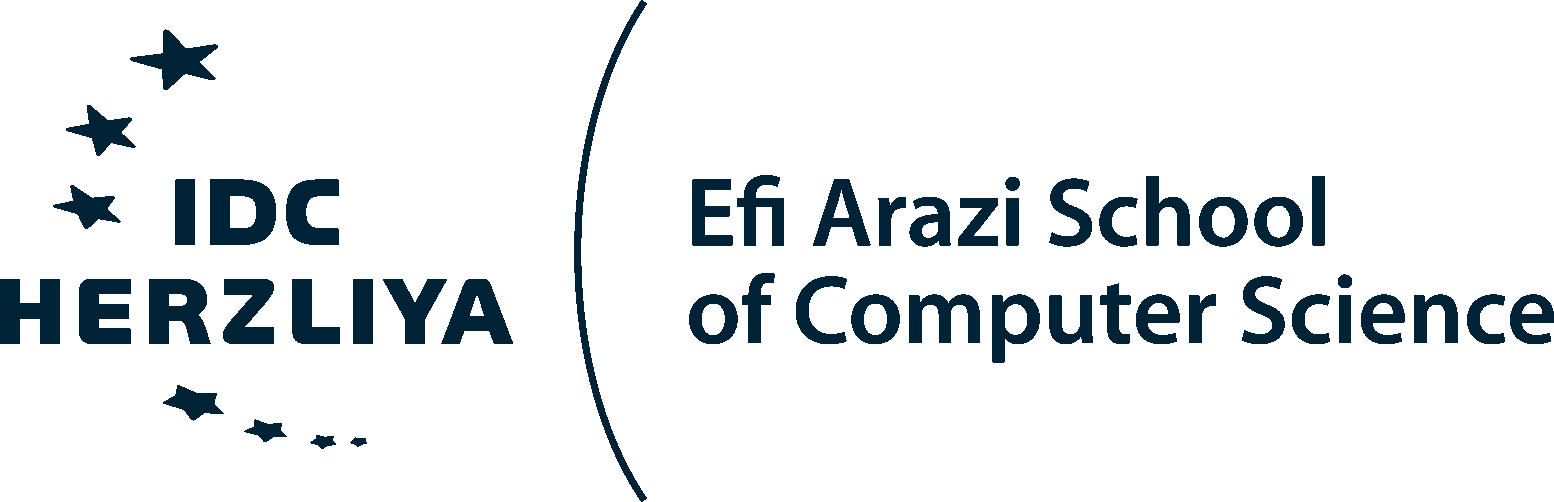 IDC
HERZLIYA
Efi Arazi School
of Computer Science